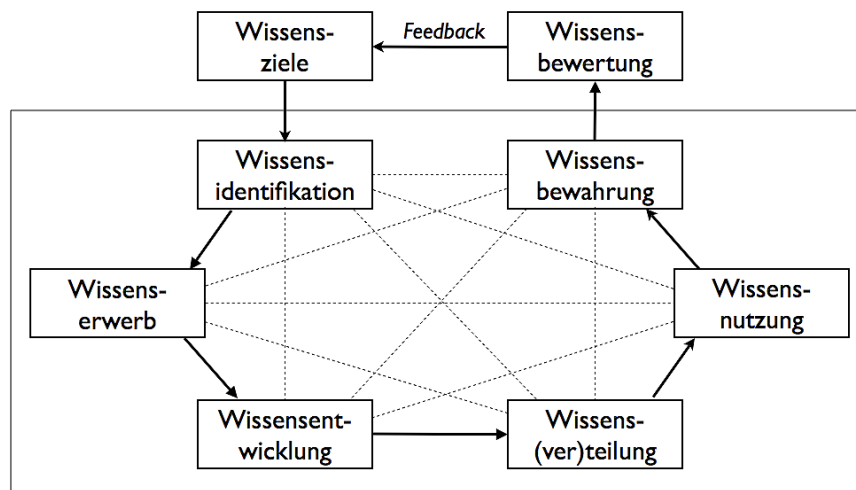 Wissens-
ziele
Feedback
Wissens-
bewertung
Wissens-
identifikation
Wissens-
bewahrung
Wissens-
erwerb
Wissens-
nutzung
Wissensent-
wicklung
Wissens-
(ver)teilung